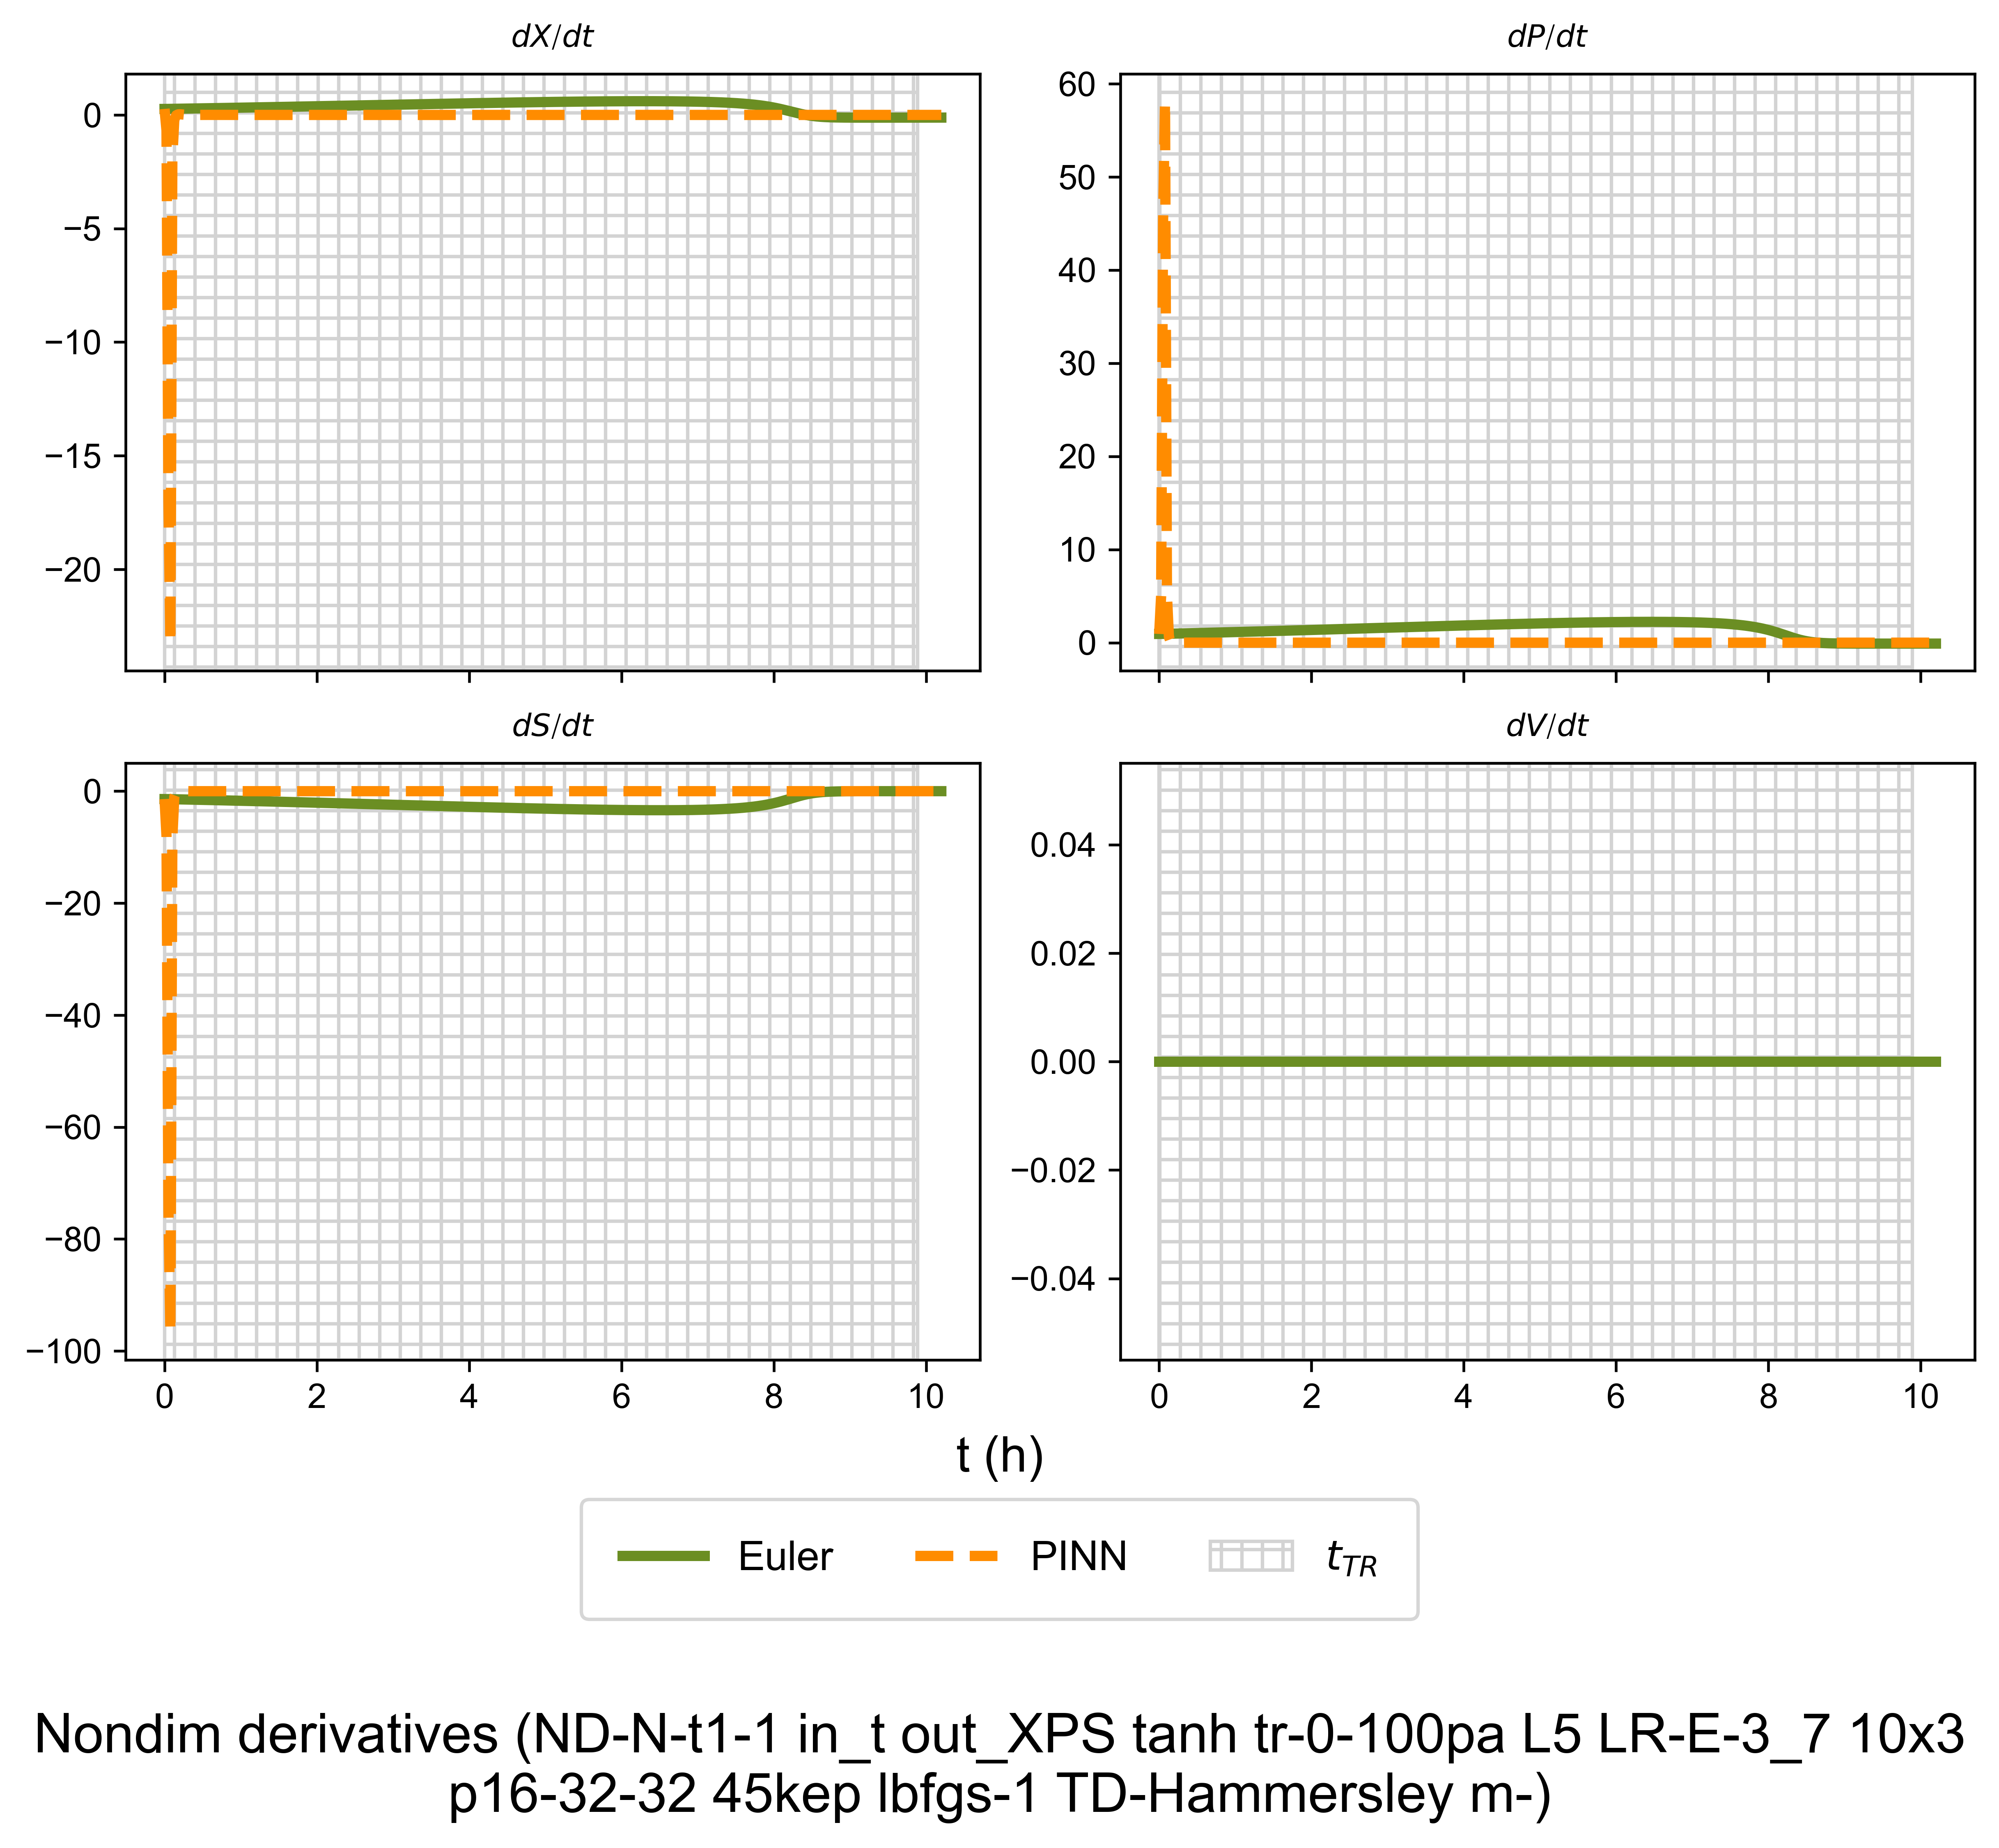 dX/dt
dP/dt
0
−5
−10
−15
−20
60
50
40
30
20
10
0
dS/dt
dV/dt
0
−20
−40
−60
−80
−100
0.04
0.02
0.00
−0.02
−0.04
0 2 4 6 8 10
0 2 4 6 8 10
t (h)
Euler PINN t_TR
Nondim derivatives (ND-N-t1-1 in_t out_XPS tanh tr-0-100pa L5 LR-E-3_7 10x3
p16-32-32 45kep lbfgs-1 TD-Hammersley m-)